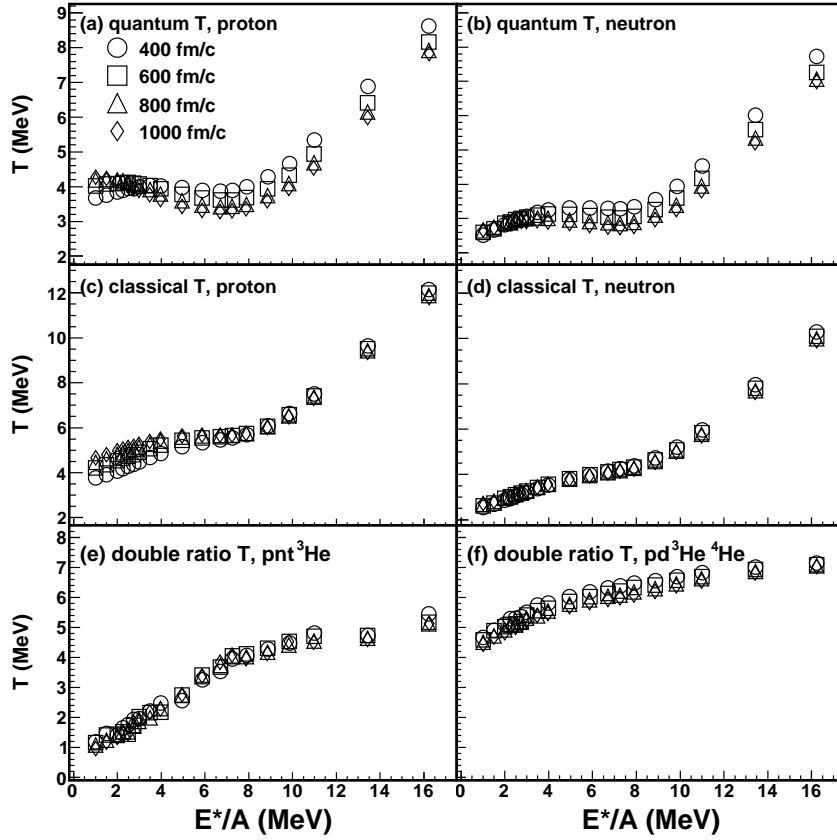 (a) quantum T, proton
400 fm/c
600 fm/c
800 fm/c
1000 fm/c
(b) quantum T, neutron
T (MeV)
9
8
7
6
5
4
3
2
(c) classical T, proton
(d) classical T, neutron
T (MeV)
12
10
8
6
4
2
(e) double ratio T, pnt³He
(f) double ratio T, pd³He ⁴He
T (MeV)
8
7
6
5
4
3
2
1
0
0 2 4 6 8 10 12 14 16
0 2 4 6 8 10 12 14 16
E*/A (MeV)
E*/A (MeV)